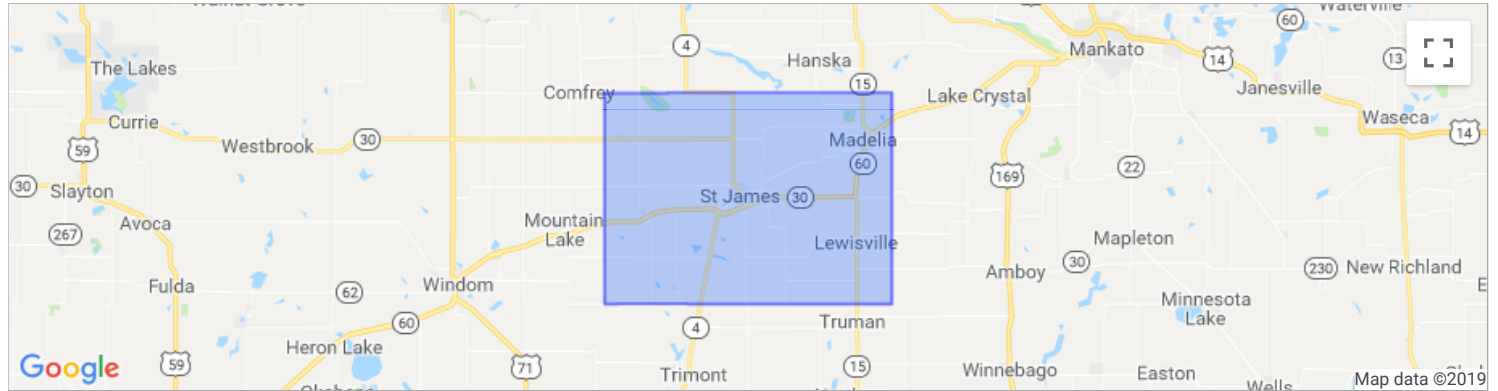 Waterville
60
4
Mankato
14
13
Hanska
The Lakes
15
Janesville
Comfrey
Lake Crystal
Currie
Waseca
14
30
Madelia
59
Westbrook
60
22
169
30
Slayton
St James
30
Avoca
Mountain
Lake
267
Lewisville
Mapleton
30
230
New Richland
Amboy
Fulda
Windom
62
Minnesota
Lake
60
Truman
4
Heron Lake
59
71
15
Trimont
Winnebago
Easton
Google
Map data ©2019